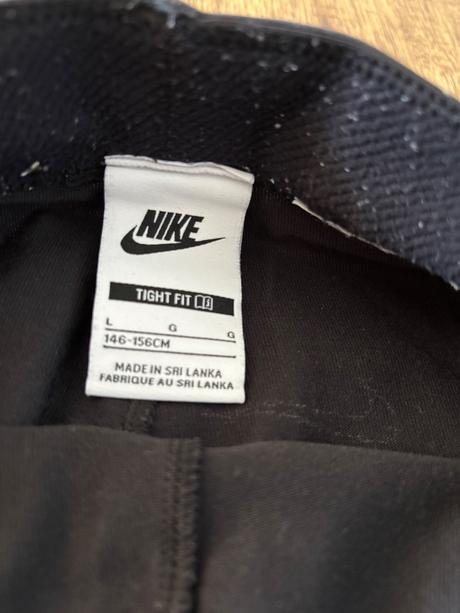 NIKE
TIGHT FIT
L G G
146-156CM
MADE IN SRI LANKA
FABRIQUE AU SRI LANKA